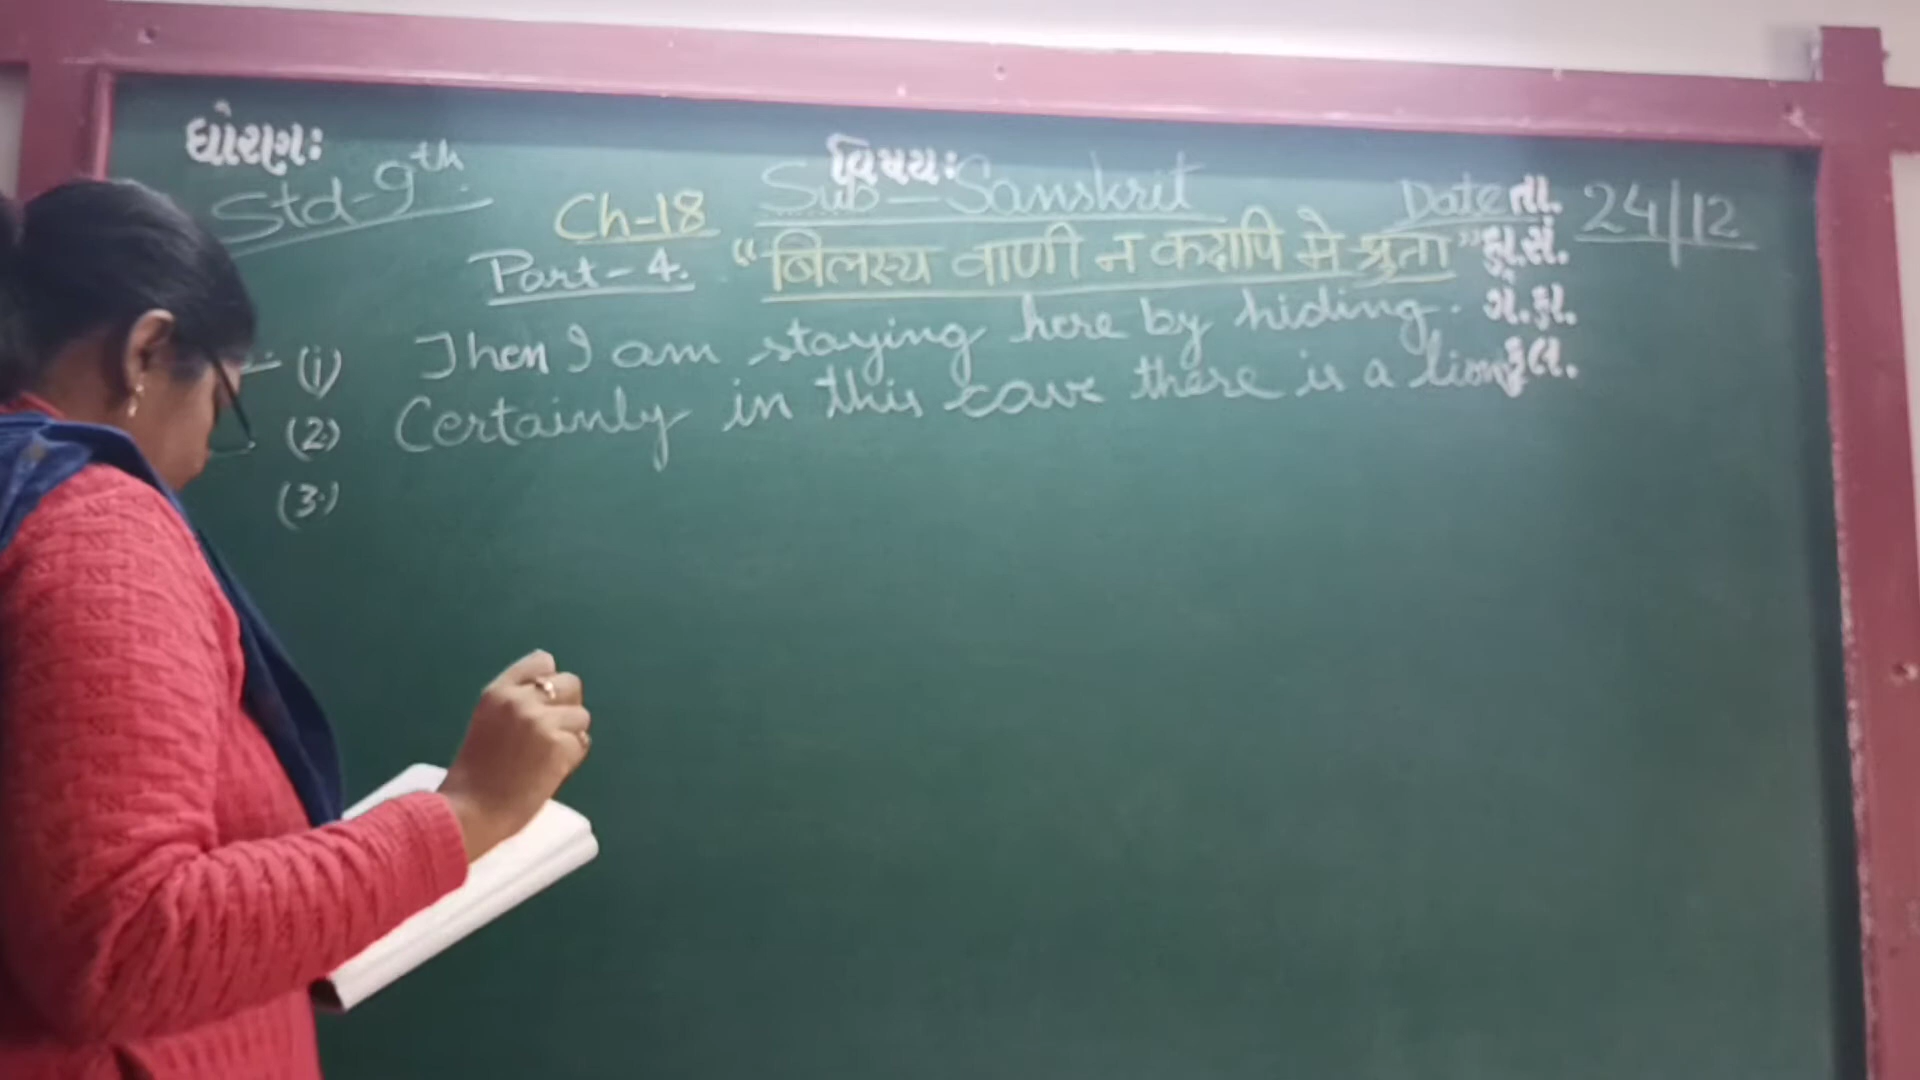 ધોરણઃ વિષયઃ
Std-9th Sub-Sanskrit Date તા. 24/12
Ch-18 "बिलस्य वाणी न कदापि मे श्रुता" હા.સં.
Part-4.
(1) Then I am staying here by hiding. ગે.હા.
(2.) Certainly in this cave there is a lion કુલ.
(3.)